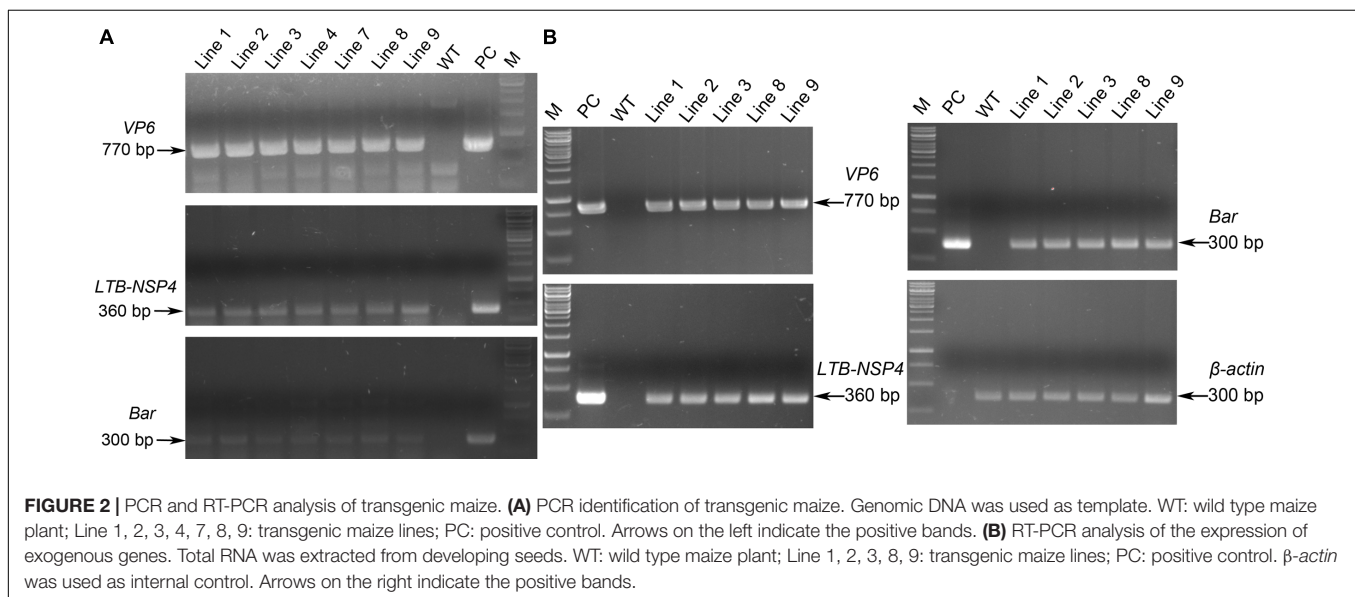 A
Line 1 Line 2 Line 3 Line 4 Line 7 Line 8 Line 9 WT PC M
VP6
770 bp
LTB-NSP4
360 bp
Bar
300 bp
B
M PC WT Line 1 Line 2 Line 3 Line 8 Line 9
VP6
770 bp
LTB-NSP4
360 bp
M PC WT Line 1 Line 2 Line 3 Line 8 Line 9
Bar
300 bp
β-actin
300 bp
FIGURE 2 | PCR and RT-PCR analysis of transgenic maize. (A) PCR identification of transgenic maize. Genomic DNA was used as template. WT: wild type maize
plant; Line 1, 2, 3, 4, 7, 8, 9: transgenic maize lines; PC: positive control. Arrows on the left indicate the positive bands. (B) RT-PCR analysis of the expression of
exogenous genes. Total RNA was extracted from developing seeds. WT: wild type maize plant; Line 1, 2, 3, 8, 9: transgenic maize lines; PC: positive control. β-actin
was used as internal control. Arrows on the right indicate the positive bands.